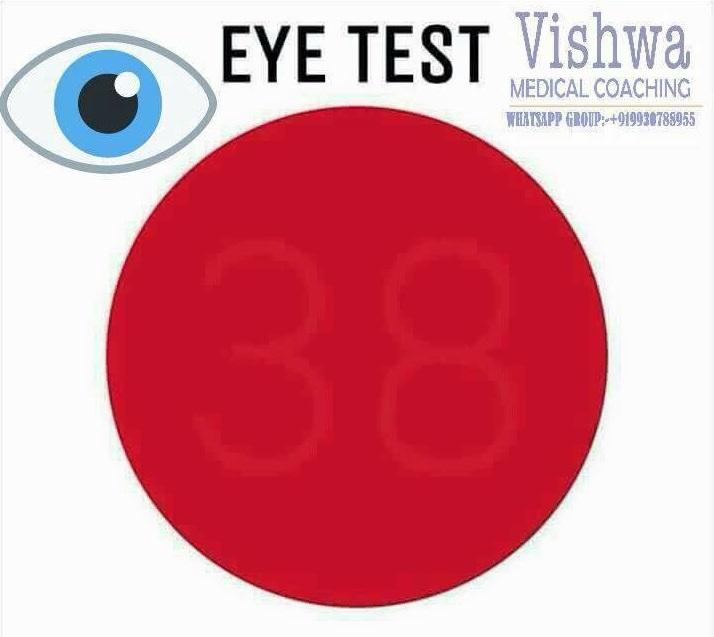 EYE TEST
Vishwa
MEDICAL COACHING
WHATSAPP GROUP:-+919930788955
38